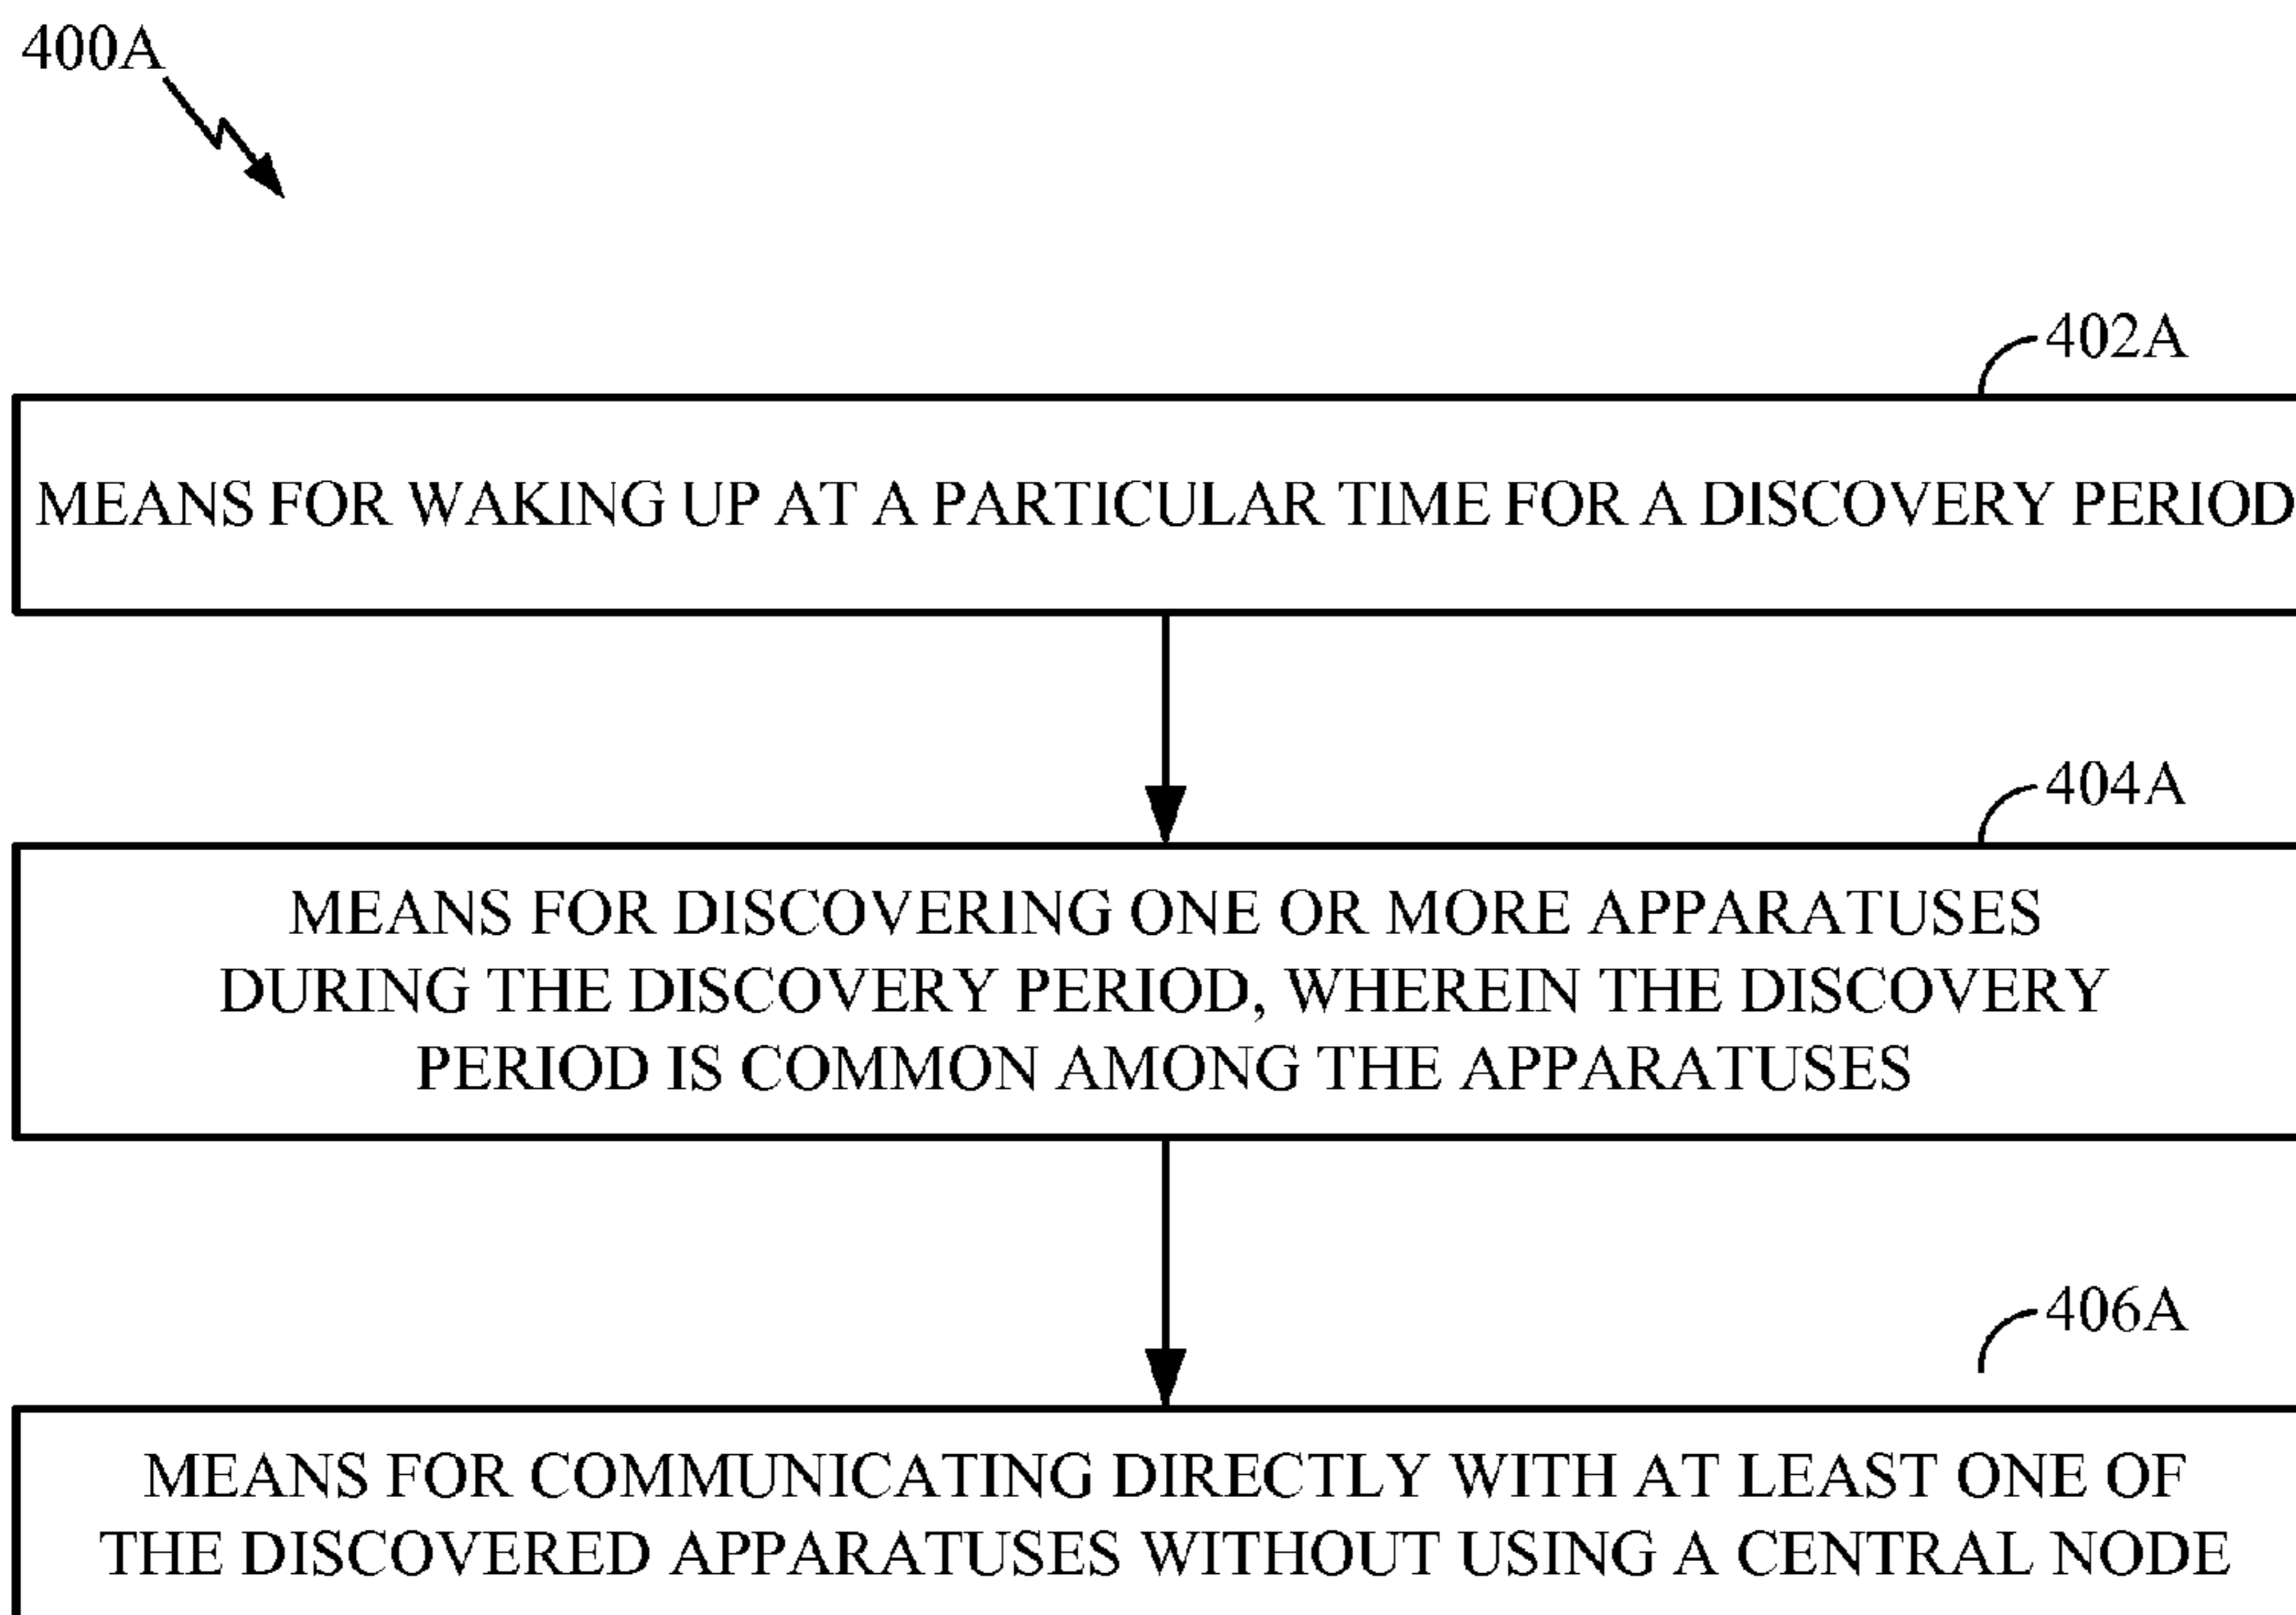 400A
402A
MEANS FOR WAKING UP AT A PARTICULAR TIME FOR A DISCOVERY PERIOD
404A
MEANS FOR DISCOVERING ONE OR MORE APPARATUSES
DURING THE DISCOVERY PERIOD, WHEREIN THE DISCOVERY
PERIOD IS COMMON AMONG THE APPARATUSES
406A
MEANS FOR COMMUNICATING DIRECTLY WITH AT LEAST ONE OF
THE DISCOVERED APPARATUSES WITHOUT USING A CENTRAL NODE